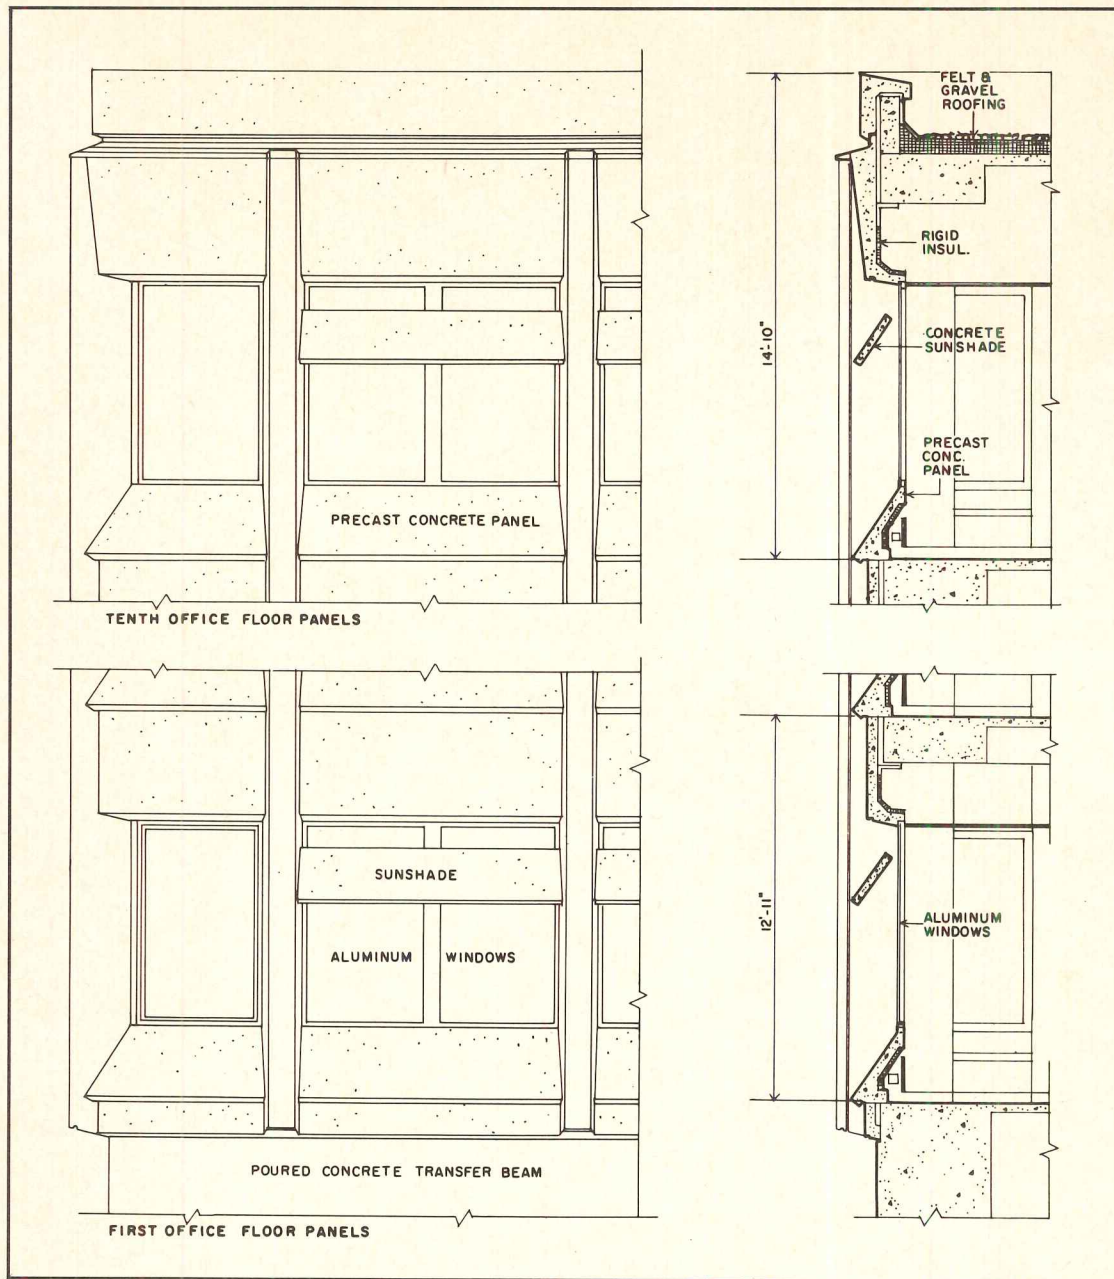 FELT &
GRAVEL
ROOFING
RIGID
INSUL.
14'-10"
CONCRETE
SUNSHADE
PRECAST
CONC.
PANEL
PRECAST CONCRETE PANEL
TENTH OFFICE FLOOR PANELS
SUNSHADE
12'-11"
ALUMINUM WINDOWS
ALUMINUM
WINDOWS
POURED CONCRETE TRANSFER BEAM
FIRST OFFICE FLOOR PANELS